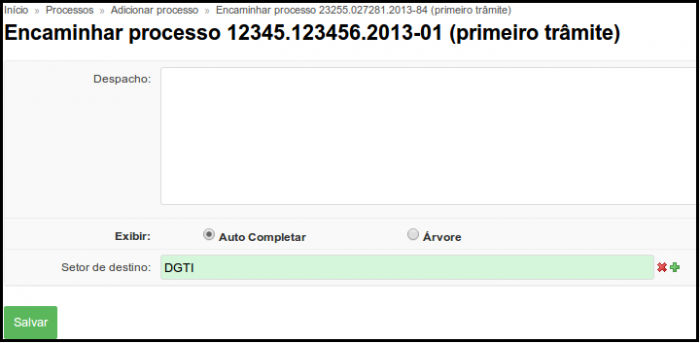 Início » Processos » Adicionar processo » Encaminhar processo 23255.027281.2013-84 (primeiro trâmite)
Encaminhar processo 12345.123456.2013-01 (primeiro trâmite)
Despacho:
Exibir: Auto Completar Árvore
Setor de destino: DGTI
Salvar